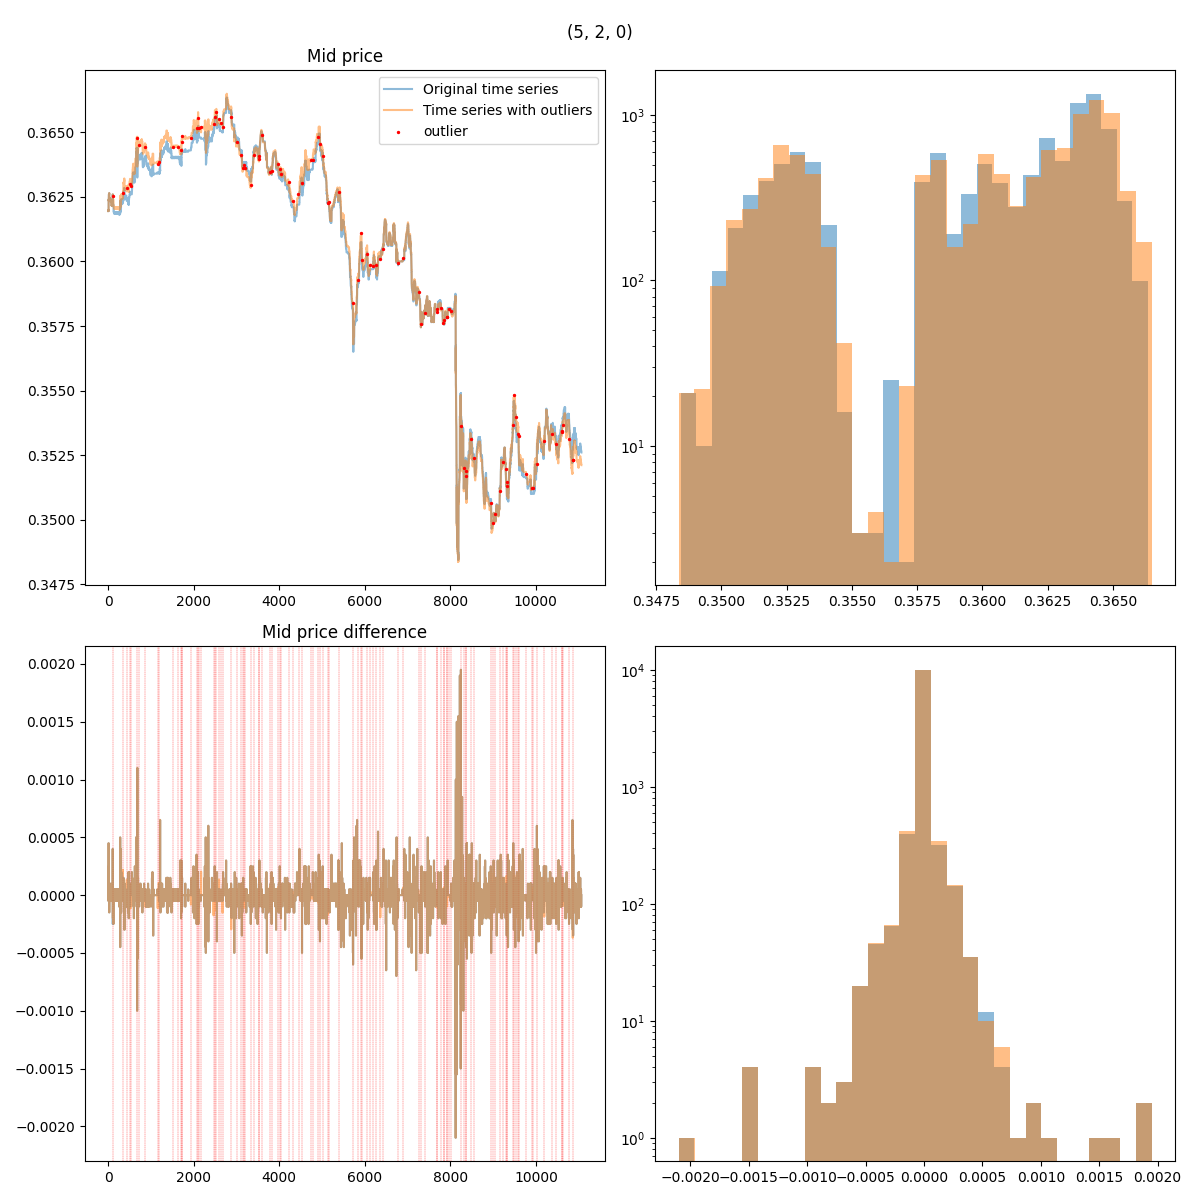 (5, 2, 0)
Mid price
Original time series
Time series with outliers
outlier
0.3650
0.3625
0.3600
0.3575
0.3550
0.3525
0.3500
0.3475
0 2000 4000 6000 8000 10000
10³
10²
10¹
0.3475 0.3500 0.3525 0.3550 0.3575 0.3600 0.3625 0.3650
Mid price difference
0.0020
0.0015
0.0010
0.0005
0.0000
−0.0005
−0.0010
−0.0015
−0.0020
0 2000 4000 6000 8000 10000
10⁴
10³
10²
10¹
10⁰
−0.0020 −0.0015 −0.0010 −0.0005 0.0000 0.0005 0.0010 0.0015 0.0020